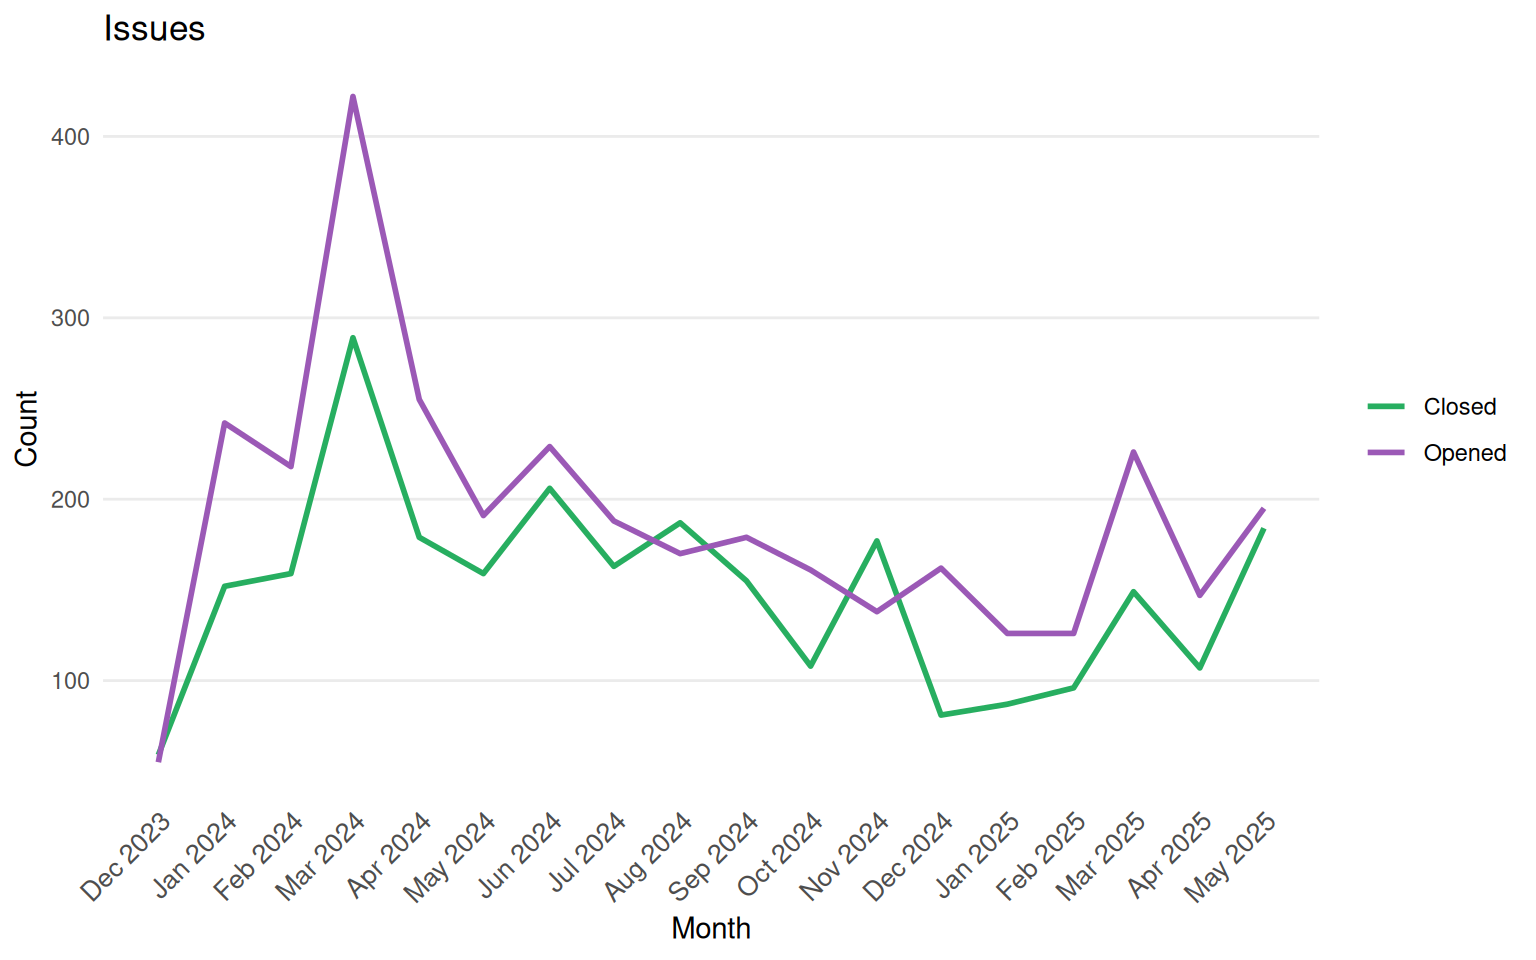 Issues
400
300
200
100
Count
Dec 2023
Jan 2024
Feb 2024
Mar 2024
Apr 2024
May 2024
Jun 2024
Jul 2024
Aug 2024
Sep 2024
Oct 2024
Nov 2024
Dec 2024
Jan 2025
Feb 2025
Mar 2025
Apr 2025
May 2025
Month
Closed
Opened